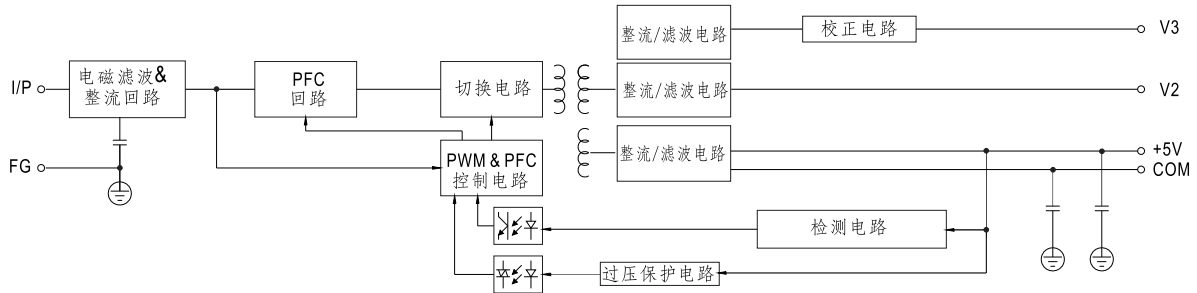 整流/滤波电路
校正电路
V3
I/P
电磁滤波&
整流回路
PFC
回路
切换电路
整流/滤波电路
V2
FG
PWM & PFC
控制电路
整流/滤波电路
+5V
COM
检测电路
过压保护电路